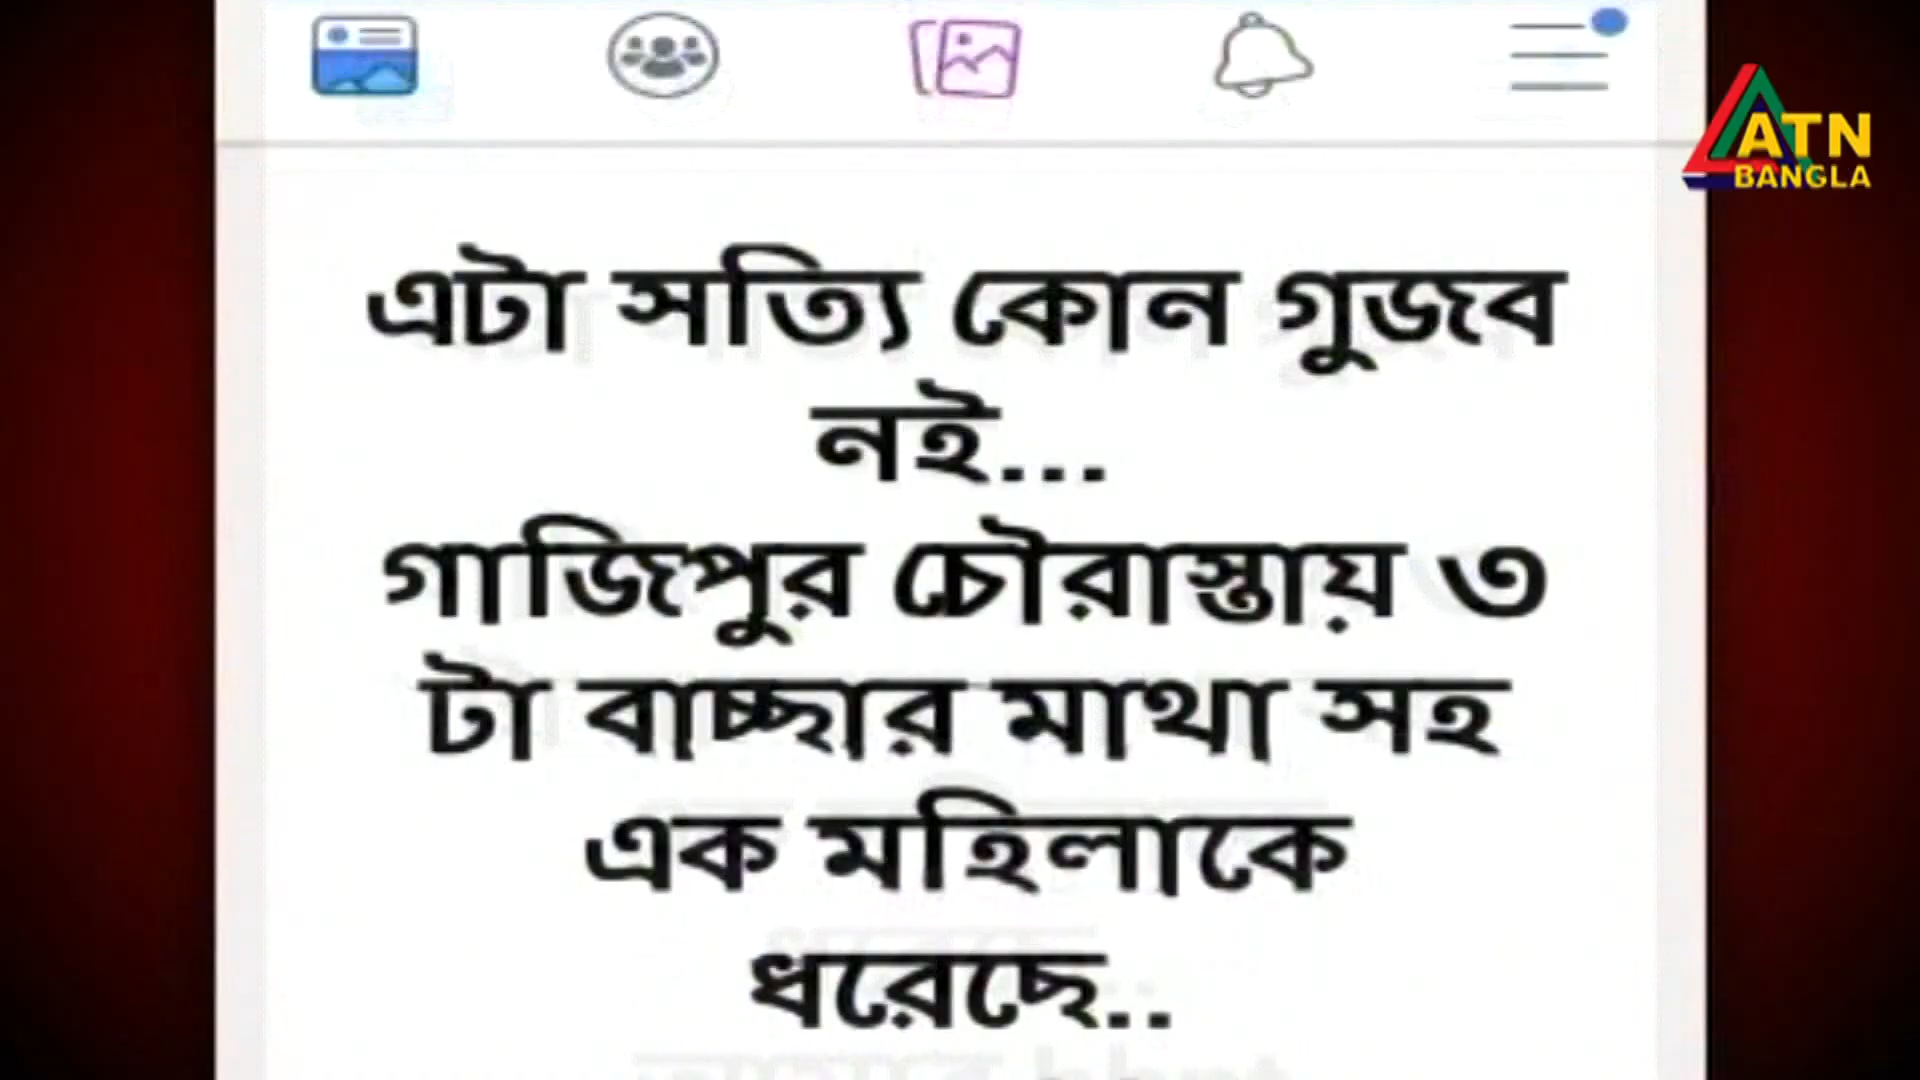 ATN
BANGLA
এটা সত্যি কোন গুজব
নই...
গাজিপুর চৌরাস্তায় ৩
টা বাচ্ছার মাথা সহ
এক মহিলাকে
ধরেছে..